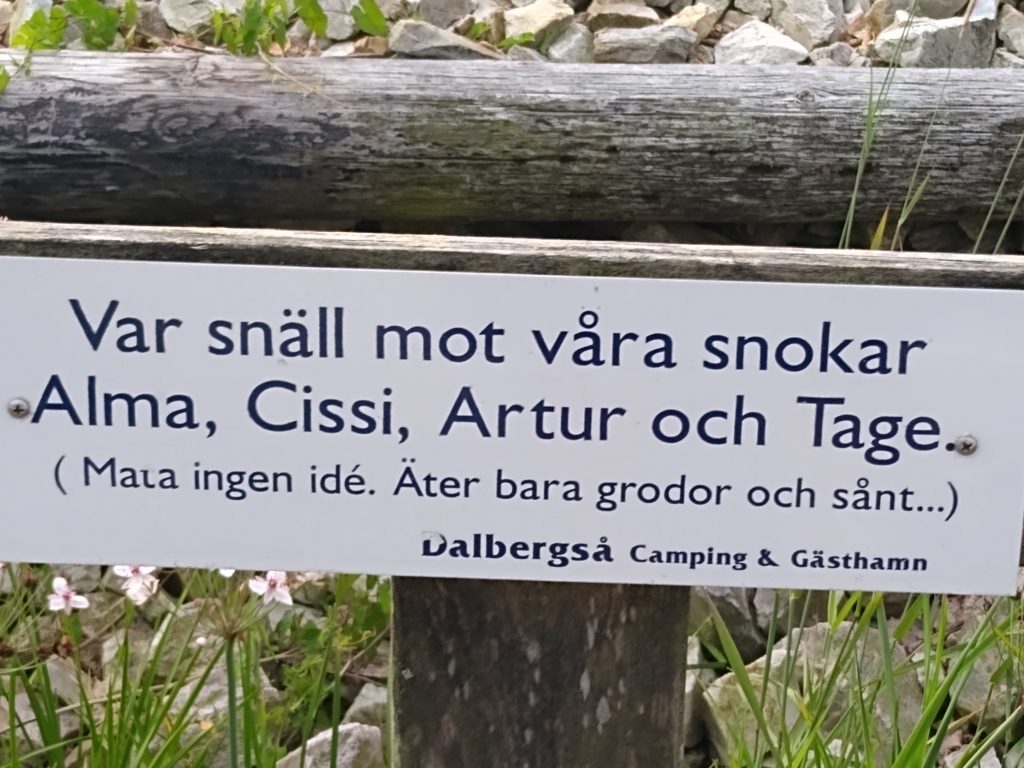 Var snäll mot våra snokar
Alma, Cissi, Artur och Tage.
( Mata ingen idé. Äter bara grodor och sånt...)
Dalbergså Camping & Gästhamn